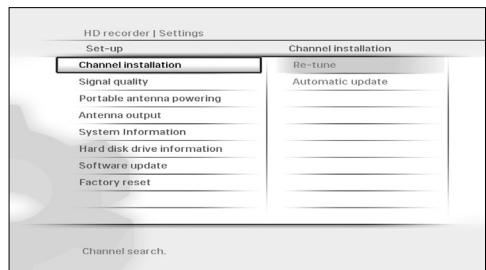 HD recorder | Settings
Set-up
Channel installation
Channel installation
Re-tune
Signal quality
Automatic update
Portable antenna powering
Antenna output
System Information
Hard disk drive information
Software update
Factory reset
Channel search.